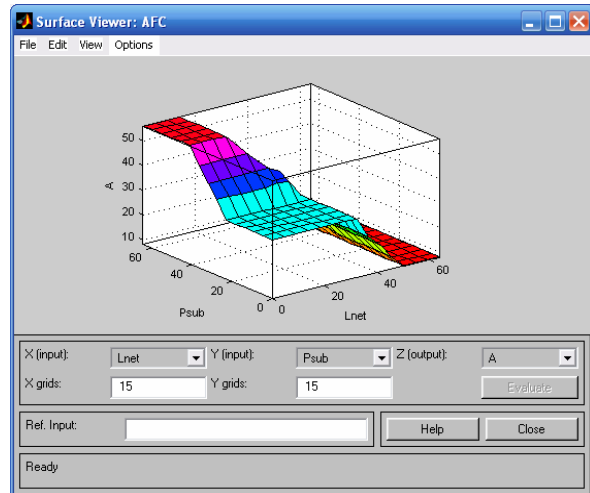 Surface Viewer: AFC
File Edit View Options
50
40
30
20
10
A
60
40
20
0
Psub
0
20
40
60
Lnet
X (input): Lnet Y (input): Psub Z (output): A
X grids: 15 Y grids: 15 Evaluate
Ref. Input: Help Close
Ready